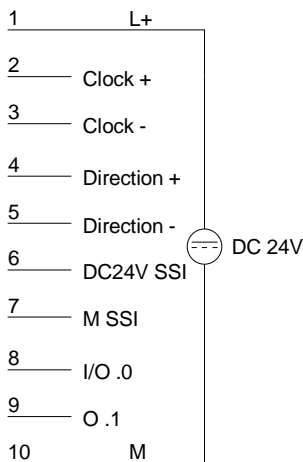 1 L+
2 Clock +
3 Clock -
4 Direction +
5 Direction -
DC 24V
6 DC24V SSI
7 M SSI
8 I/O .0
9 O .1
10 M